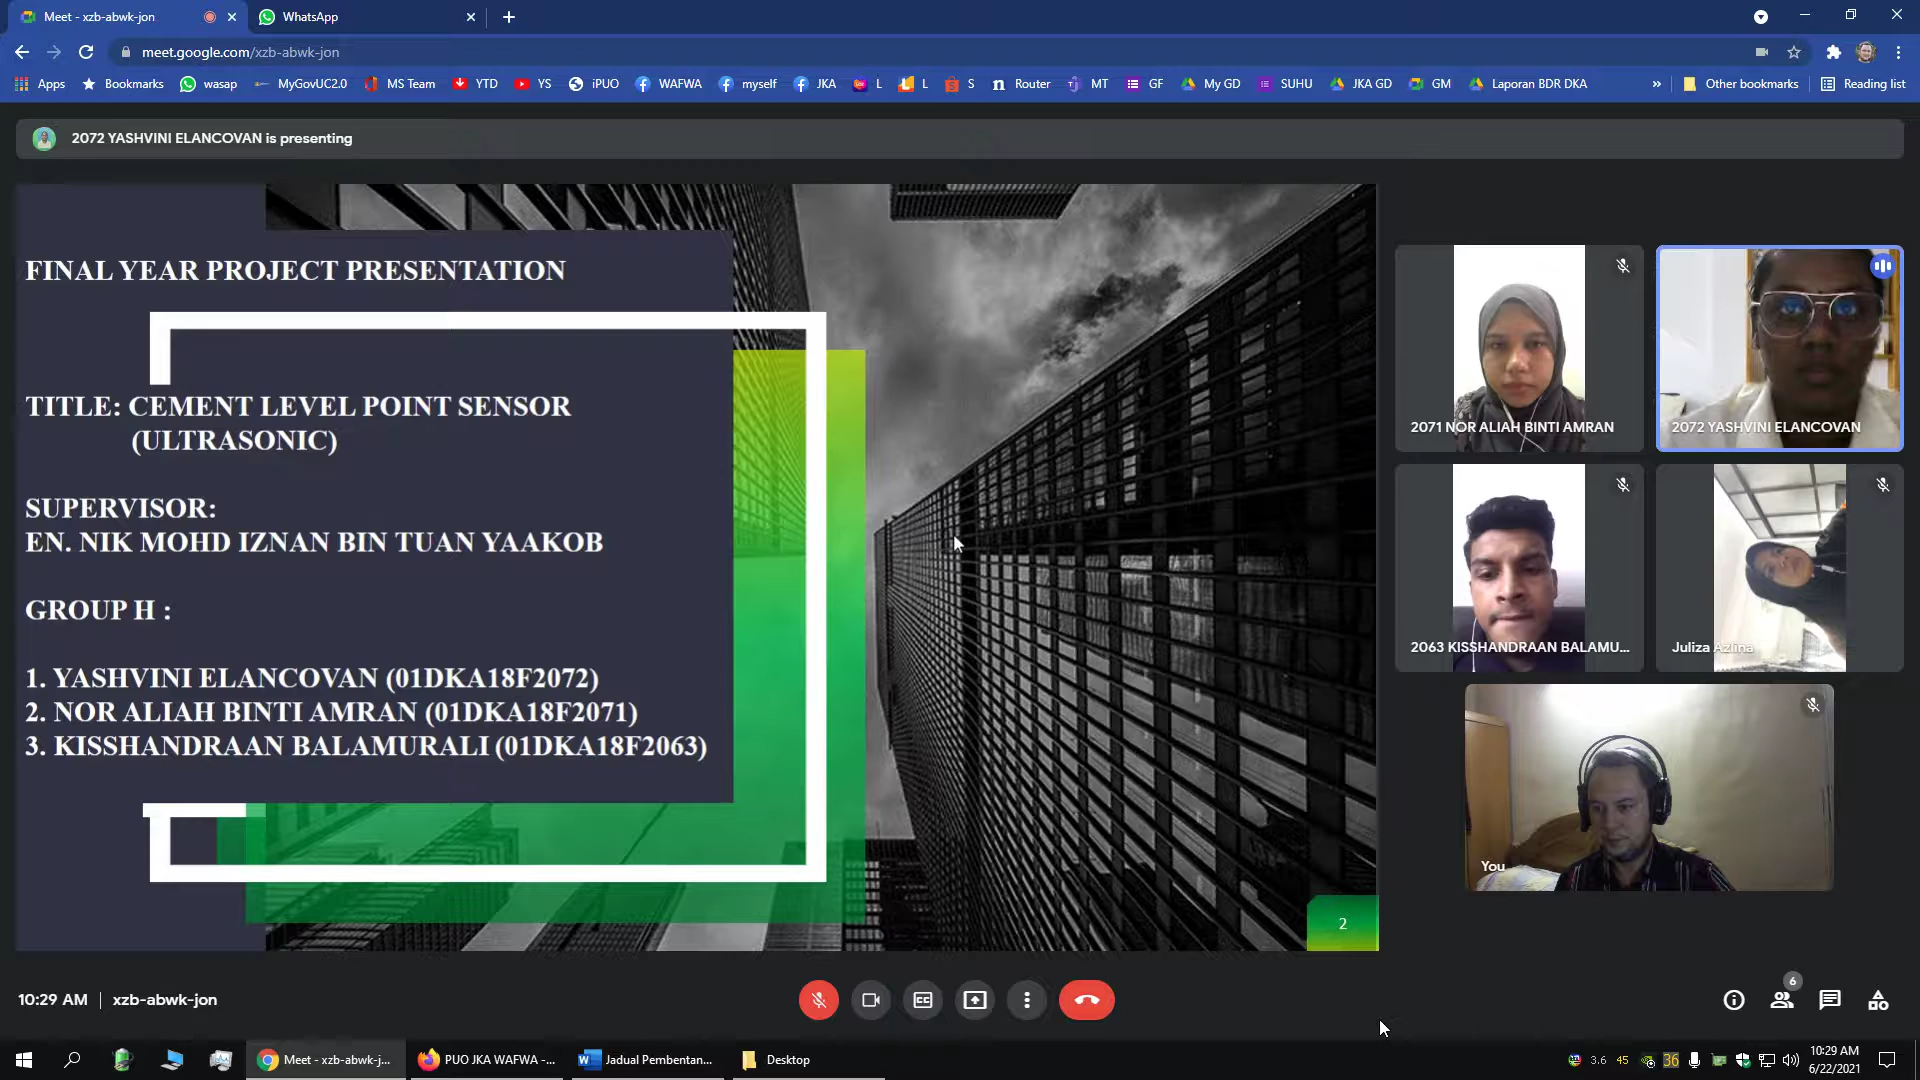 Meet - xzb-abwk-jon
WhatsApp
meet.google.com/xzb-abwk-jon
Apps
Bookmarks
wasap
MyGovUC2.0
MS Team
YTD
YS
iPUO
WAFWA
myself
JKA
L
L
S
Router
MT
GF
My GD
SUHU
JKA GD
GM
Laporan BDR DKA
Other bookmarks
Reading list
2072 YASHVINI ELANCOVAN is presenting
FINAL YEAR PROJECT PRESENTATION
TITLE: CEMENT LEVEL POINT SENSOR
(ULTRASONIC)
SUPERVISOR:
EN. NIK MOHD IZNAN BIN TUAN YAAKOB
GROUP H :
1. YASHVINI ELANCOVAN (01DKA18F2072)
2. NOR ALIAH BINTI AMRAN (01DKA18F2071)
3. KISSHANDRAAN BALAMURALI (01DKA18F2063)
2
2071 NOR ALIAH BINTI AMRAN
2072 YASHVINI ELANCOVAN
2063 KISSHANDRAAN BALAMU...
Juliza Azlina
You
10:29 AM | xzb-abwk-jon
CC
6
Meet - xzb-abwk-j...
PUO JKA WAFWA -...
Jadual Pembentan...
Desktop
3.6
45
36
10:29 AM
6/22/2021